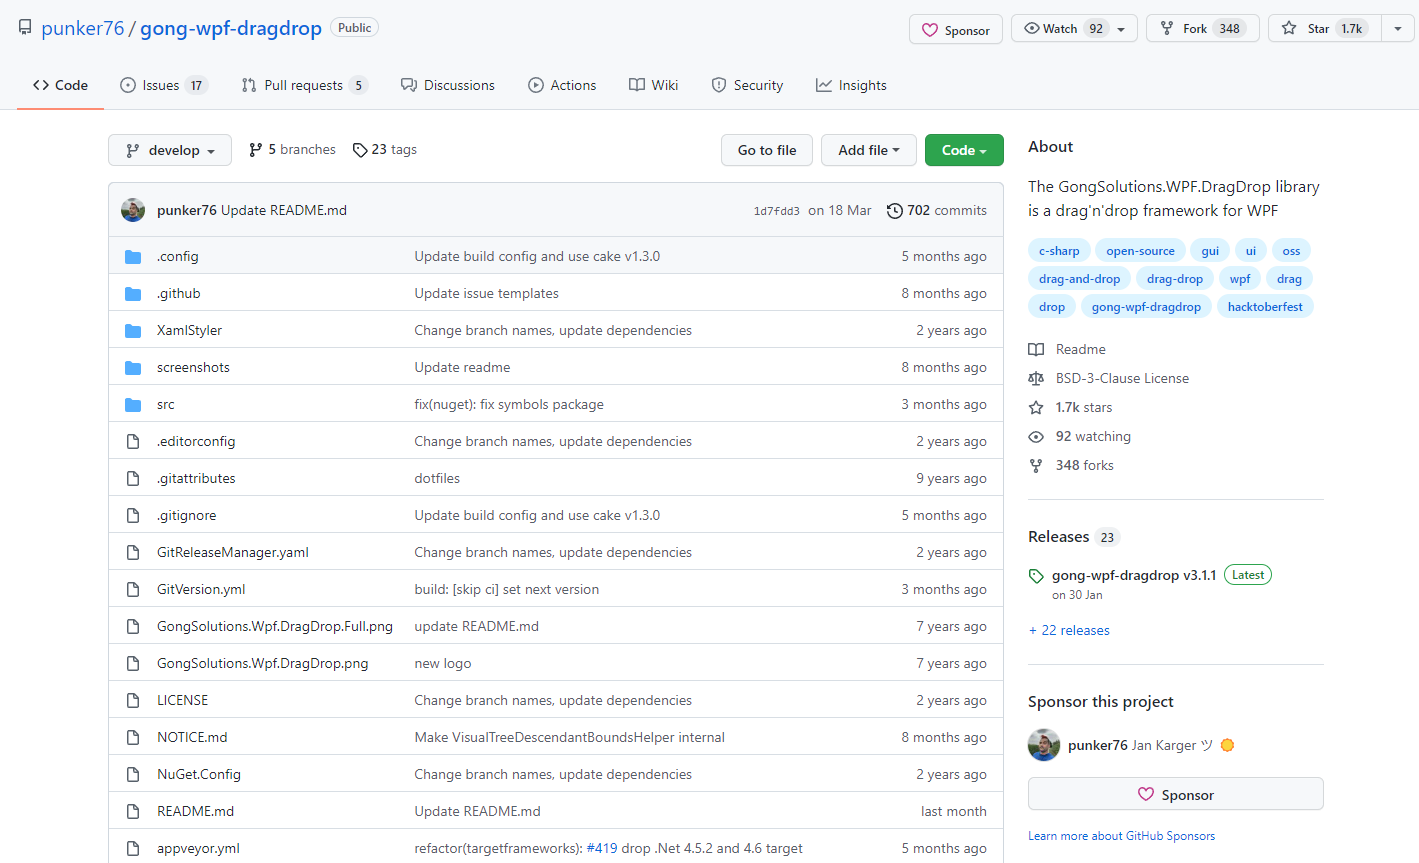 punker76 / gong-wpf-dragdrop Public
Sponsor Watch 92 Fork 348 Star 1.7k
Code Issues 17 Pull requests 5 Discussions Actions Wiki Security Insights
develop 5 branches 23 tags Go to file Add file Code
punker76 Update README.md 1d7fdd3 on 18 Mar 702 commits
.config Update build config and use cake v1.3.0 5 months ago
.github Update issue templates 8 months ago
XamlStyler Change branch names, update dependencies 2 years ago
screenshots Update readme 8 months ago
src fix(nuget): fix symbols package 3 months ago
.editorconfig Change branch names, update dependencies 2 years ago
.gitattributes dotfiles 9 years ago
.gitignore Update build config and use cake v1.3.0 5 months ago
GitReleaseManager.yaml Change branch names, update dependencies 2 years ago
GitVersion.yml build: [skip ci] set next version 3 months ago
GongSolutions.Wpf.DragDrop.Full.png update README.md 7 years ago
GongSolutions.Wpf.DragDrop.png new logo 7 years ago
LICENSE Change branch names, update dependencies 2 years ago
NOTICE.md Make VisualTreeDescendantBoundsHelper internal 8 months ago
NuGet.Config Change branch names, update dependencies 2 years ago
README.md Update README.md last month
appveyor.yml refactor(targetframeworks): #419 drop .Net 4.5.2 and 4.6 target 5 months ago
About
The GongSolutions.WPF.DragDrop library
is a drag'n'drop framework for WPF
c-sharp open-source gui ui oss
drag-and-drop drag-drop wpf drag
drop gong-wpf-dragdrop hacktoberfest
Readme
BSD-3-Clause License
1.7k stars
92 watching
348 forks
Releases 23
gong-wpf-dragdrop v3.1.1 Latest
on 30 Jan
+ 22 releases
Sponsor this project
punker76 Jan Karger ツ
Sponsor
Learn more about GitHub Sponsors